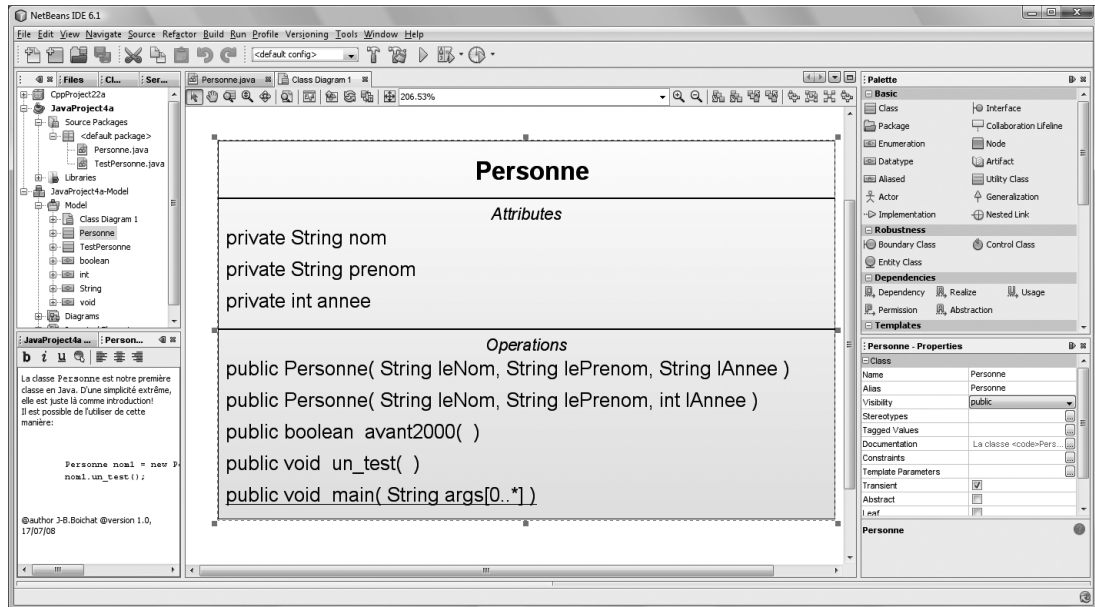 NetBeans IDE 6.1
File Edit View Navigate Source Refactor Build Run Profile Versioning Tools Window Help
<default config>
Files
Cl...
Ser...
CppProject22a
JavaProject4a
Source Packages
<default package>
Personne.java
TestPersonne.java
Libraries
JavaProject4a-Model
Model
Class Diagram 1
Personne
TestPersonne
boolean
int
String
void
Diagrams
JavaProject4a ...
Person...
b i u
La classe Personne est notre première
classe en Java. D'une simplicité extrême,
elle est juste là comme introduction!
Il est possible de l'utiliser de cette
manière:
Personne nom1 = new P
nom1.un_test();
@author J-B.Boichat @version 1.0,
17/07/08
Personne.java
Class Diagram 1
206.53%
Personne
Attributes
private String nom
private String prenom
private int annee
Operations
public Personne( String leNom, String lePrenom, String lAnnee )
public Personne( String leNom, String lePrenom, int lAnnee )
public boolean avant2000( )
public void un_test( )
public void main( String args[0..*] )
Palette
Basic
Class
Interface
Package
Collaboration Lifeline
Enumeration
Node
Datatype
Artifact
Aliased
Utility Class
Actor
Generalization
Implementation
Nested Link
Robustness
Boundary Class
Control Class
Entity Class
Dependencies
Dependency
Realize
Usage
Permission
Abstraction
Templates
Personne - Properties
Class
Name Personne
Alias Personne
Visibility public
Stereotypes
Tagged Values
Documentation La classe <code>Pers...
Constraints
Template Parameters
Transient
Abstract
Leaf
Personne